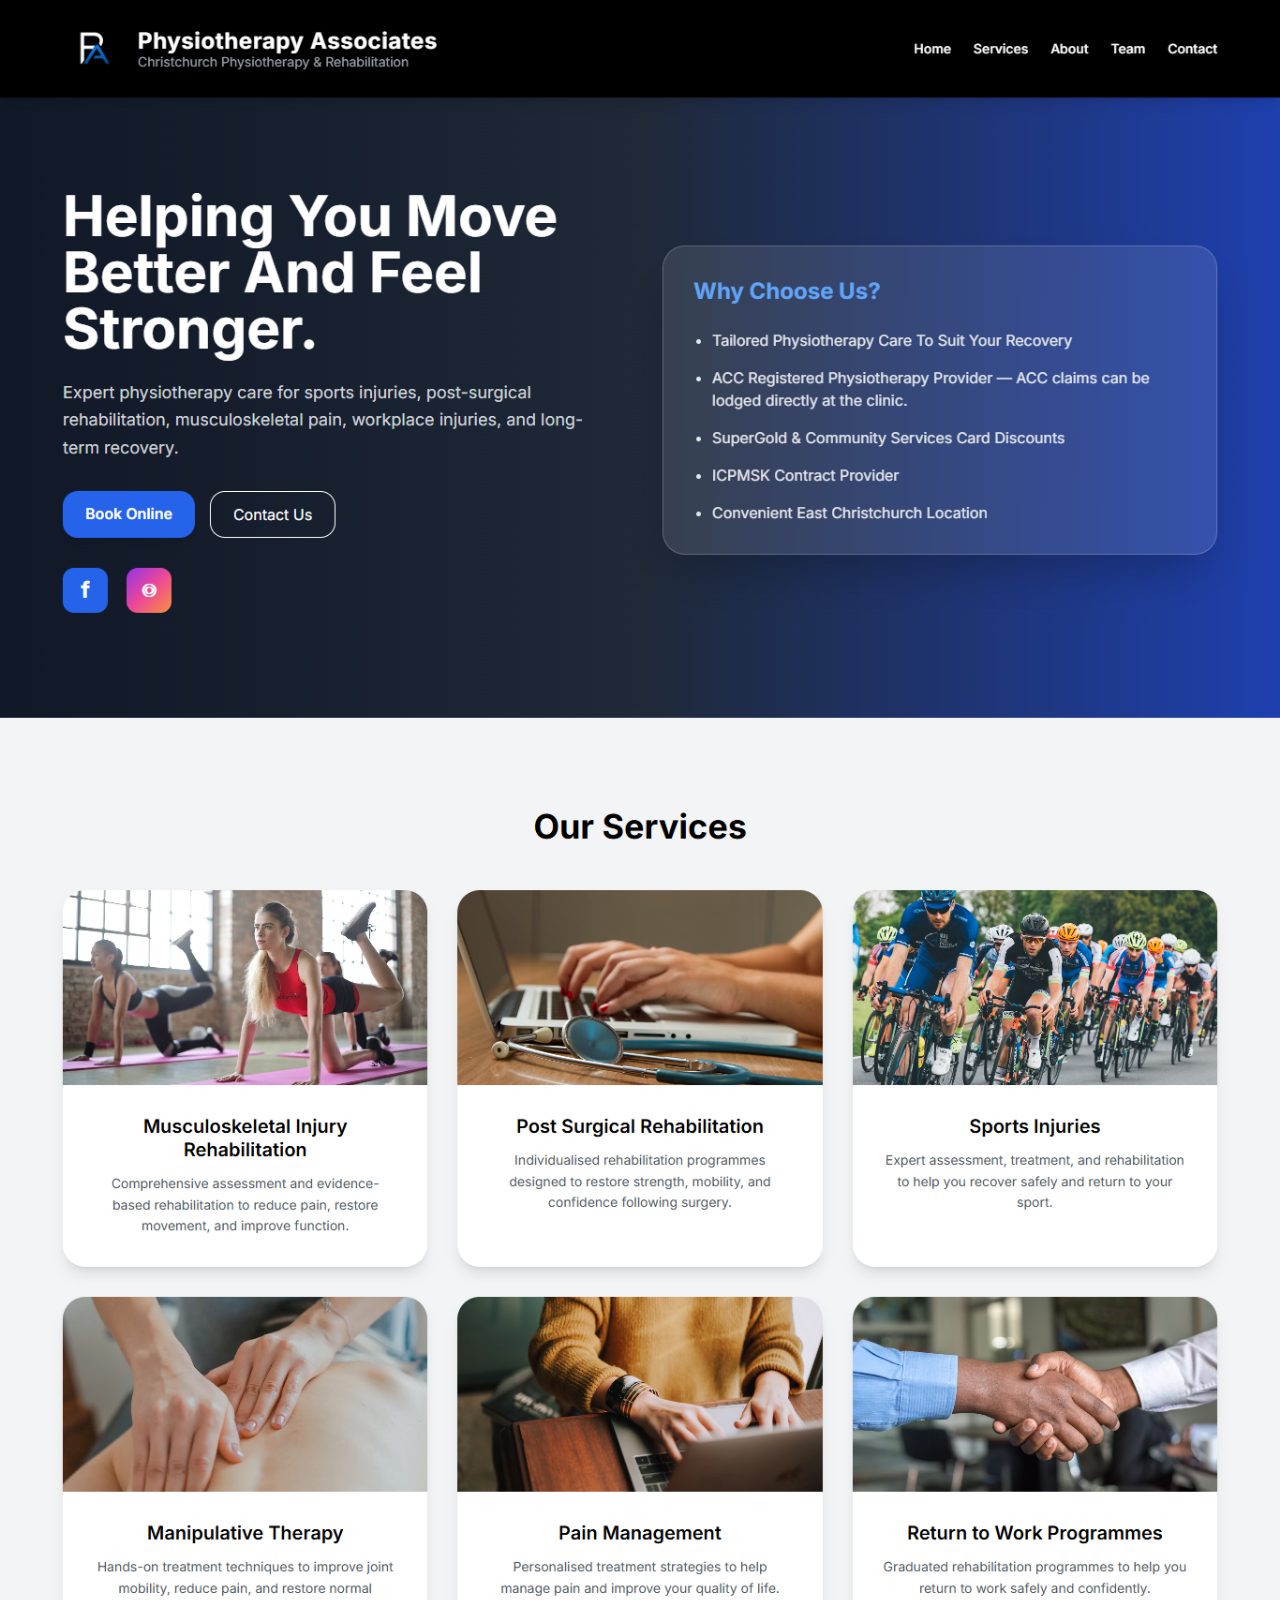 PA
Physiotherapy Associates
Christchurch Physiotherapy & Rehabilitation
Home
Services
About
Team
Contact
Helping You Move
Better And Feel
Stronger.
Expert physiotherapy care for sports injuries, post-surgical
rehabilitation, musculoskeletal pain, workplace injuries, and long-
term recovery.
Book Online
Contact Us
f
Why Choose Us?
• Tailored Physiotherapy Care To Suit Your Recovery
• ACC Registered Physiotherapy Provider — ACC claims can be
lodged directly at the clinic.
• SuperGold & Community Services Card Discounts
• ICPMSK Contract Provider
• Convenient East Christchurch Location
Our Services
Musculoskeletal Injury
Rehabilitation
Comprehensive assessment and evidence-
based rehabilitation to reduce pain, restore
movement, and improve function.
Post Surgical Rehabilitation
Individualised rehabilitation programmes
designed to restore strength, mobility, and
confidence following surgery.
Sports Injuries
Expert assessment, treatment, and rehabilitation
to help you recover safely and return to your
sport.
Manipulative Therapy
Hands-on treatment techniques to improve joint
mobility, reduce pain, and restore normal
Pain Management
Personalised treatment strategies to help
manage pain and improve your quality of life.
Return to Work Programmes
Graduated rehabilitation programmes to help you
return to work safely and confidently.